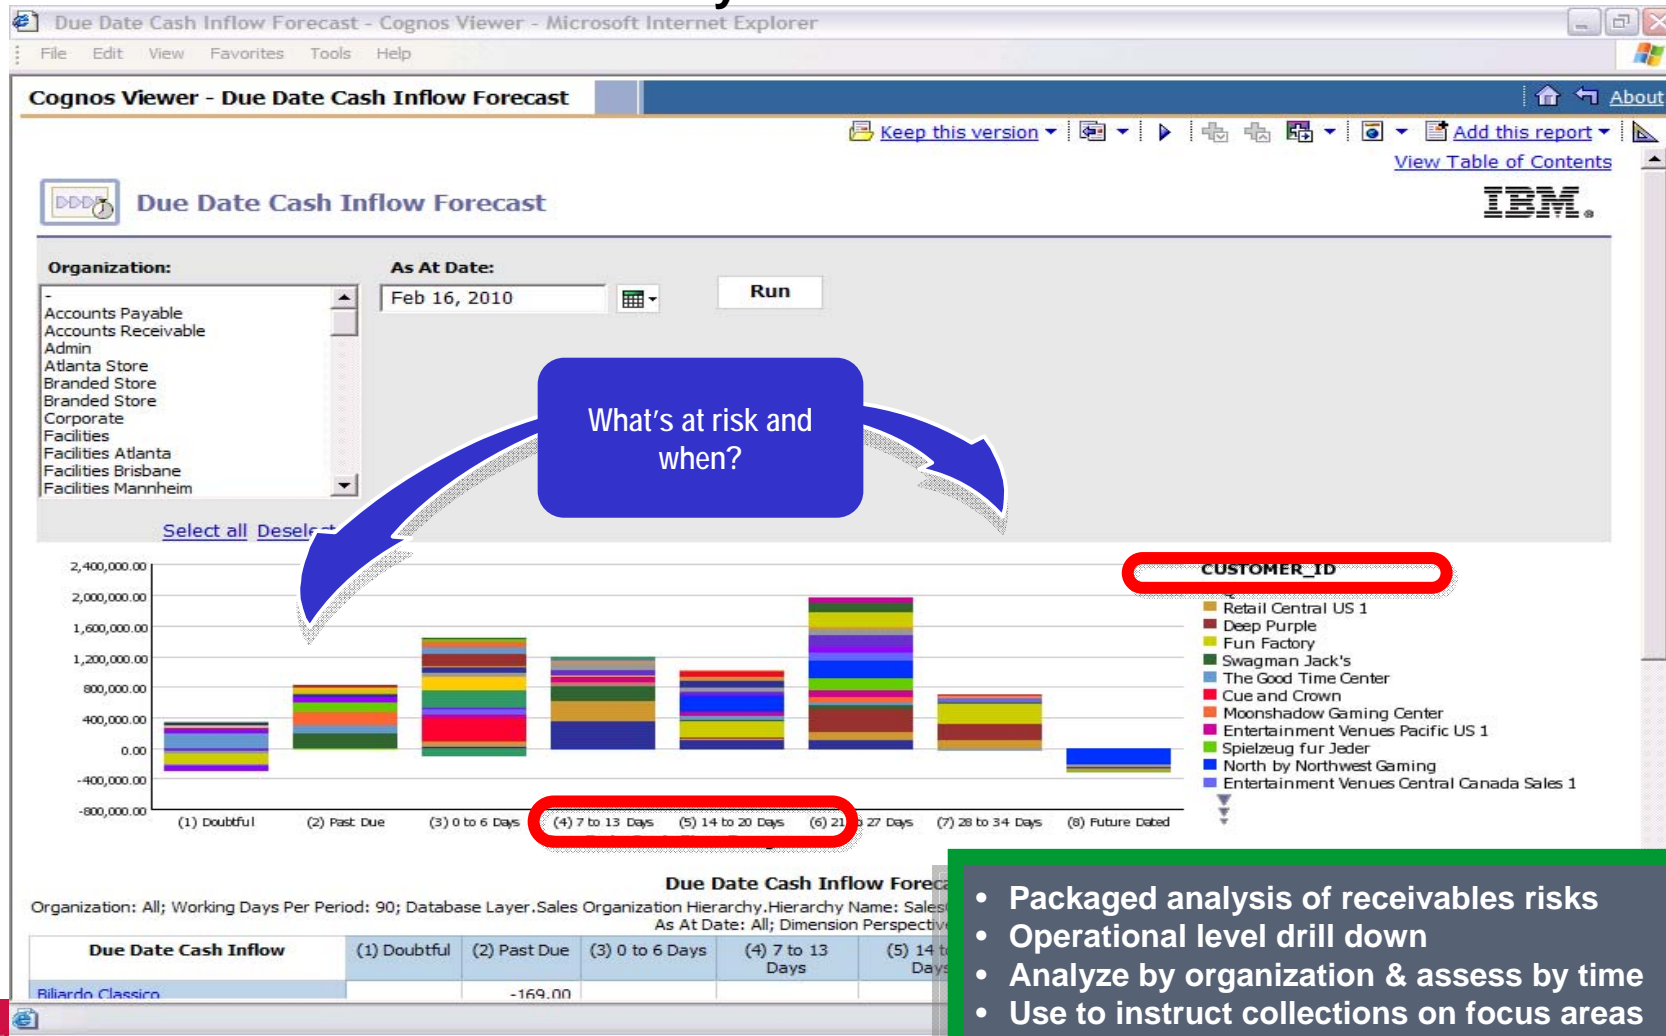 Due Date Cash Inflow Forecast - Cognos Viewer - Microsoft Internet Explorer
File Edit View Favorites Tools Help
Cognos Viewer - Due Date Cash Inflow Forecast
About
Keep this version
Add this report
View Table of Contents
Due Date Cash Inflow Forecast
IBM®
Organization:
As At Date:
-
Accounts Payable
Accounts Receivable
Admin
Atlanta Store
Branded Store
Branded Store
Corporate
Facilities
Facilities Atlanta
Facilities Brisbane
Facilities Mannheim
Feb 16, 2010
Run
What's at risk and
when?
Select all Deselect
2,400,000.00
2,000,000.00
1,600,000.00
1,200,000.00
800,000.00
400,000.00
0.00
-400,000.00
-800,000.00
(1) Doubtful (2) Past Due (3) 0 to 6 Days (4) 7 to 13 Days (5) 14 to 20 Days (6) 21 to 27 Days (7) 28 to 34 Days (8) Future Dated
CUSTOMER_ID
Retail Central US 1
Deep Purple
Fun Factory
Swagman Jack's
The Good Time Center
Cue and Crown
Moonshadow Gaming Center
Entertainment Venues Pacific US 1
Spielzeug fur Jeder
North by Northwest Gaming
Entertainment Venues Central Canada Sales 1
Due Date Cash Inflow
Organization: All; Working Days Per Period: 90; Database Layer.Sales Organization Hierarchy.Hierarchy Name:
As At Date: All; Dimension
Due Date Cash Inflow (1) Doubtful (2) Past Due (3) 0 to 6 Days (4) 7 to 13 Days (5) 14
Biliardo Classico -169.00
• Packaged analysis of receivables risks
• Operational level drill down
• Analyze by organization & assess by time
• Use to instruct collections on focus areas